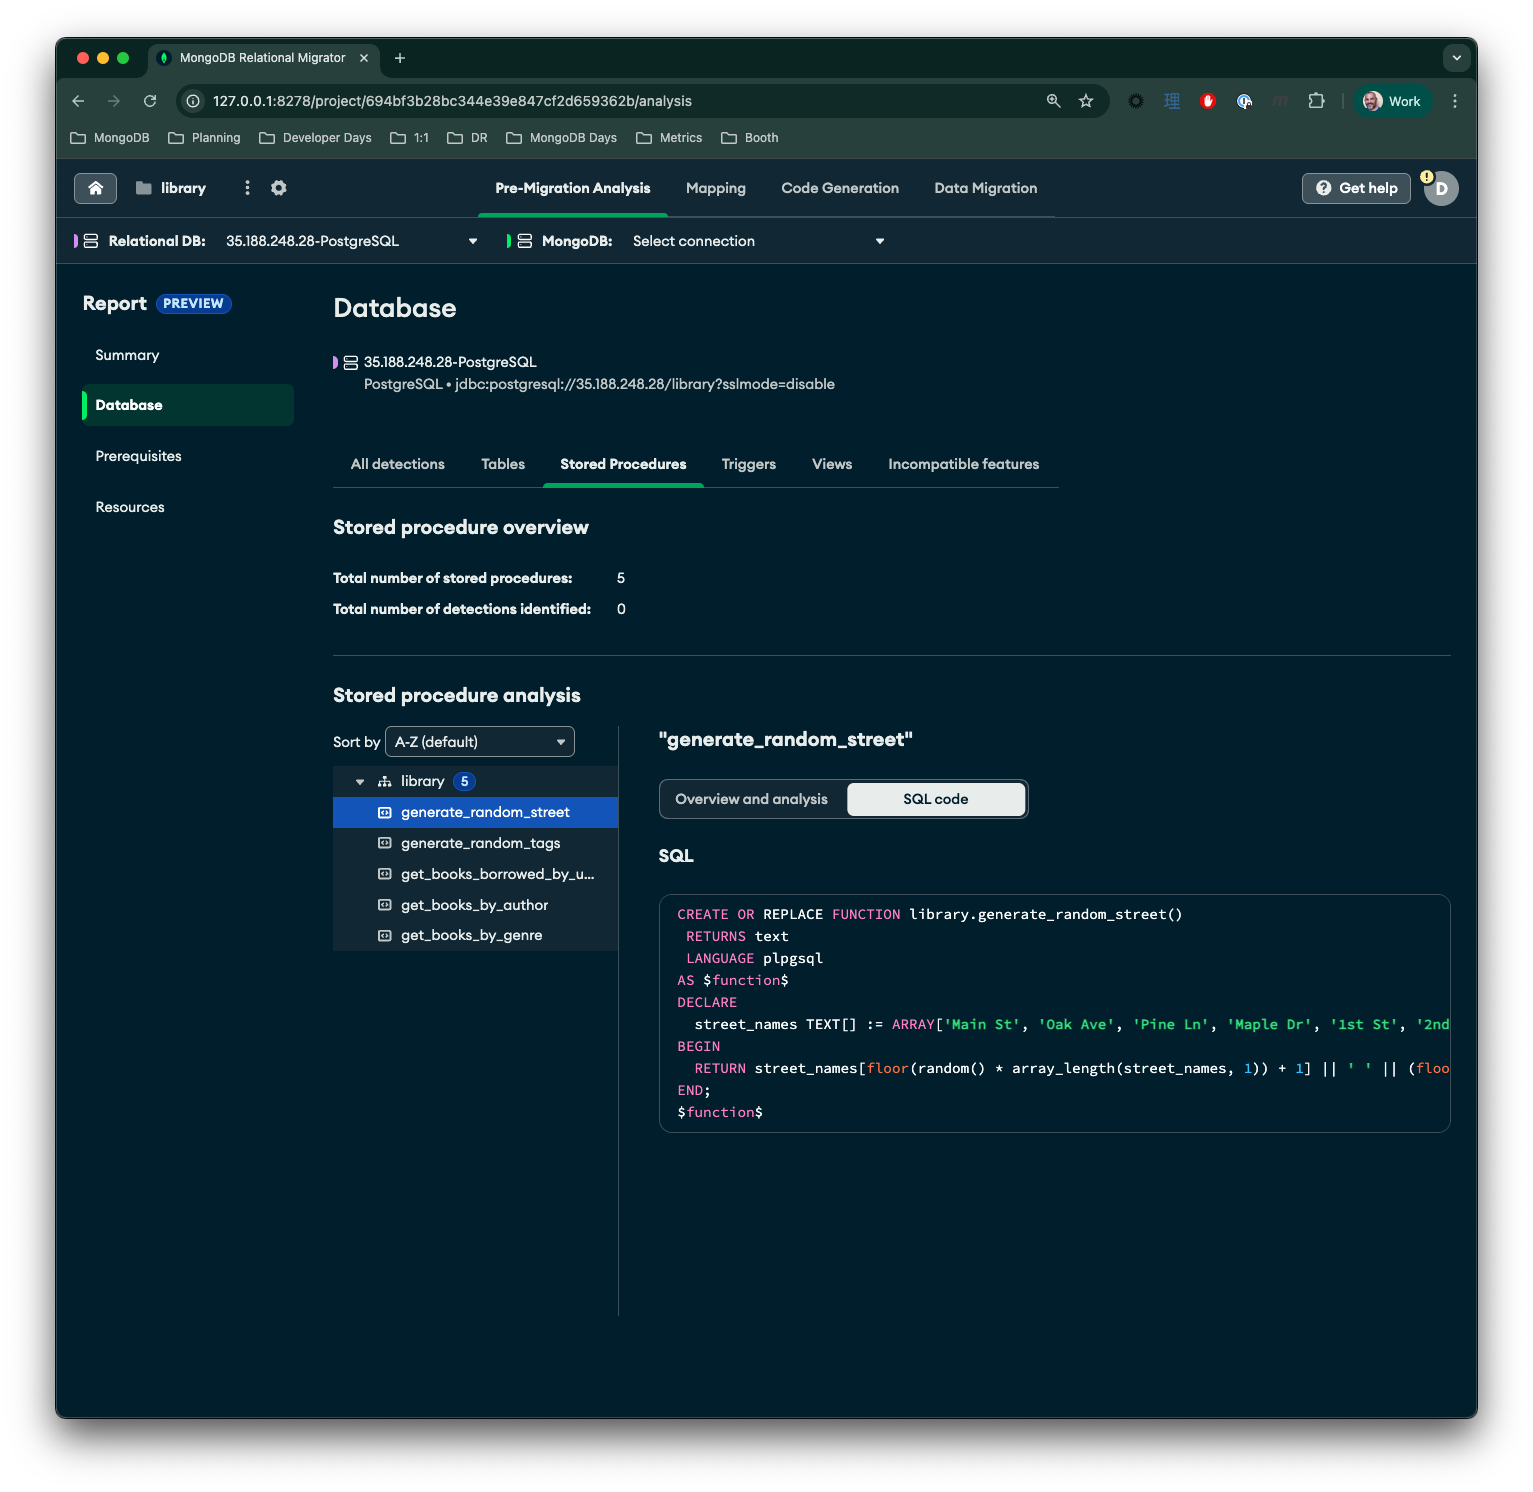 MongoDB Relational Migrator
127.0.0.1:8278/project/694bf3b28bc344e39e847cf2d659362b/analysis
Work
MongoDB Planning Developer Days 1:1 DR MongoDB Days Metrics Booth
library Pre-Migration Analysis Mapping Code Generation Data Migration Get help D
Relational DB: 35.188.248.28-PostgreSQL MongoDB: Select connection
Report PREVIEW
Summary
Database
Prerequisites
Resources
Database
35.188.248.28-PostgreSQL
PostgreSQL • jdbc:postgresql://35.188.248.28/library?sslmode=disable
All detections Tables Stored Procedures Triggers Views Incompatible features
Stored procedure overview
Total number of stored procedures: 5
Total number of detections identified: 0
Stored procedure analysis
Sort by A-Z (default)
library 5
generate_random_street
generate_random_tags
get_books_borrowed_by_u...
get_books_by_author
get_books_by_genre
"generate_random_street"
Overview and analysis SQL code
SQL
CREATE OR REPLACE FUNCTION library.generate_random_street()
RETURNS text
LANGUAGE plpgsql
AS $function$
DECLARE
street_names TEXT[] := ARRAY['Main St', 'Oak Ave', 'Pine Ln', 'Maple Dr', '1st St', '2nd
BEGIN
RETURN street_names[floor(random() * array_length(street_names, 1)) + 1] || ' ' || (floo
END;
$function$